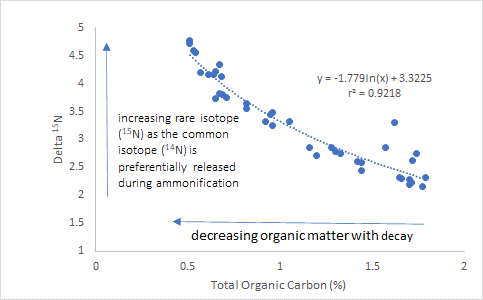 5
4.5
4
3.5
3
2.5
2
1.5
1
Delta ¹⁵N
y = -1.779ln(x) + 3.3225
r² = 0.9218
increasing rare isotope
(¹⁵N) as the common
isotope (¹⁴N) is
preferentially released
during ammonification
decreasing organic matter with decay
0
0.5
1
1.5
2
Total Organic Carbon (%)